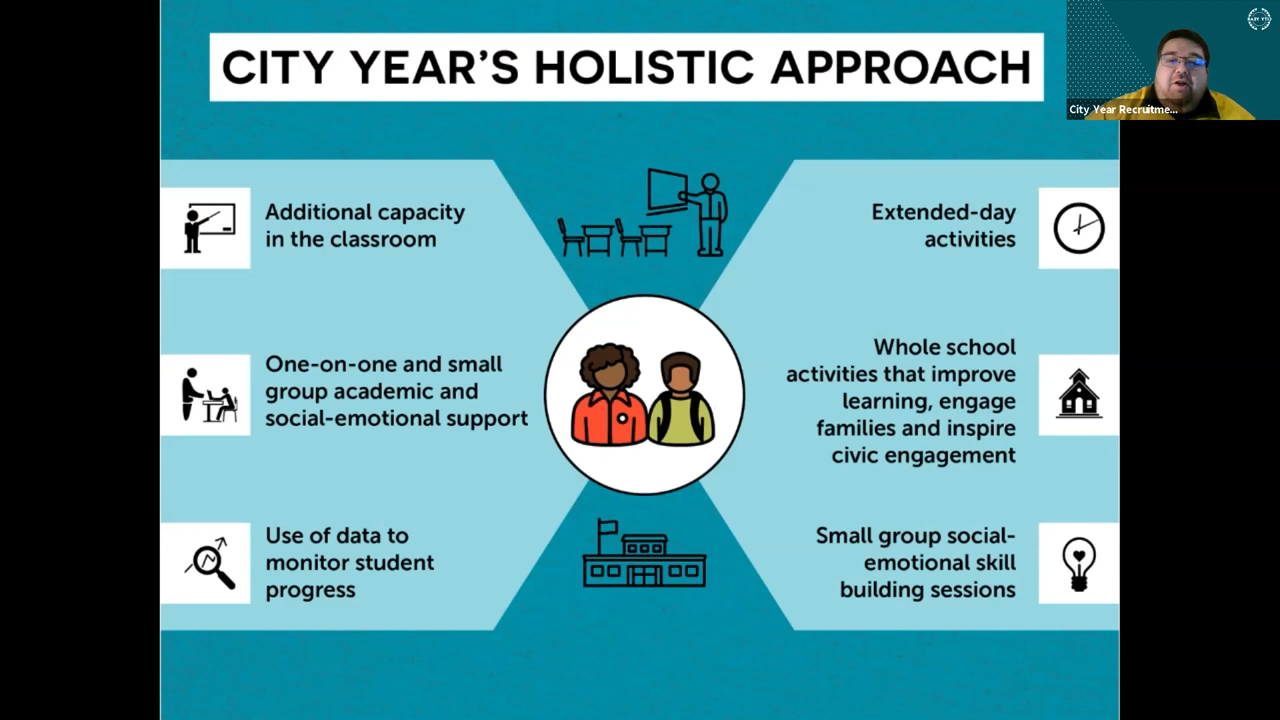 CITY YEAR'S HOLISTIC APPROACH
City Year Recruitme...
Additional capacity
in the classroom
One-on-one and small
group academic and
social-emotional support
Use of data to
monitor student
progress
Extended-day
activities
Whole school
activities that improve
learning, engage
families and inspire
civic engagement
Small group social-
emotional skill
building sessions